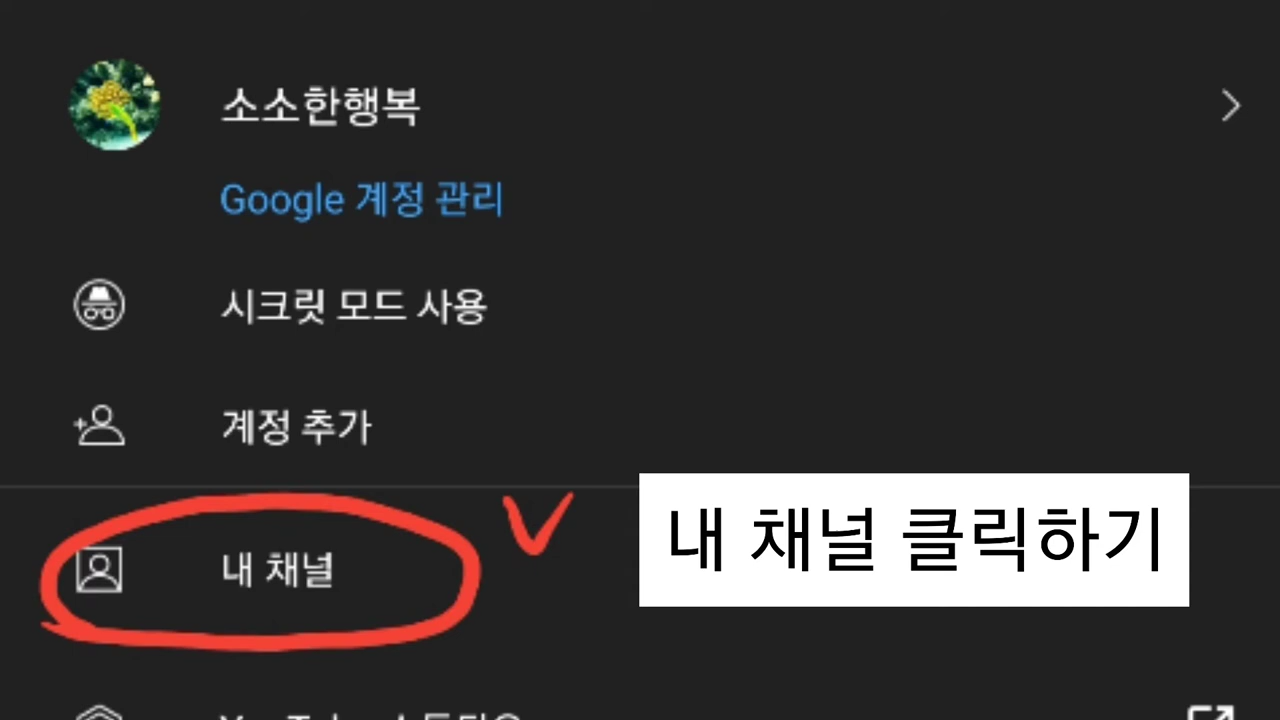 소소한행복
Google 계정 관리
시크릿 모드 사용
계정 추가
내 채널
내 채널 클릭하기